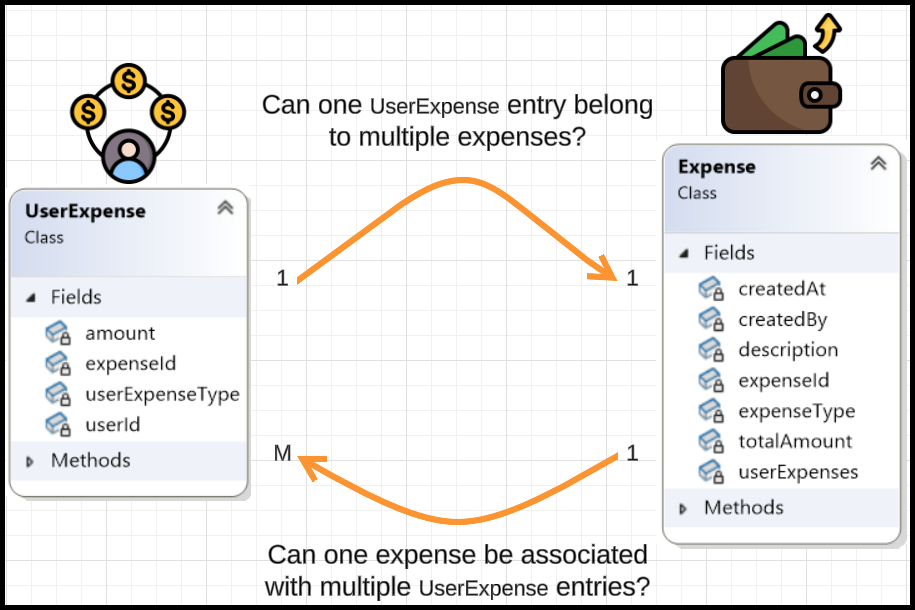 $
$
$
Can one UserExpense entry belong
to multiple expenses?
UserExpense
Class
Fields
amount
expenseId
userExpenseType
userId
Methods
1
1
M
1
Expense
Class
Fields
createdAt
createdBy
description
expenseId
expenseType
totalAmount
userExpenses
Methods
Can one expense be associated
with multiple UserExpense entries?